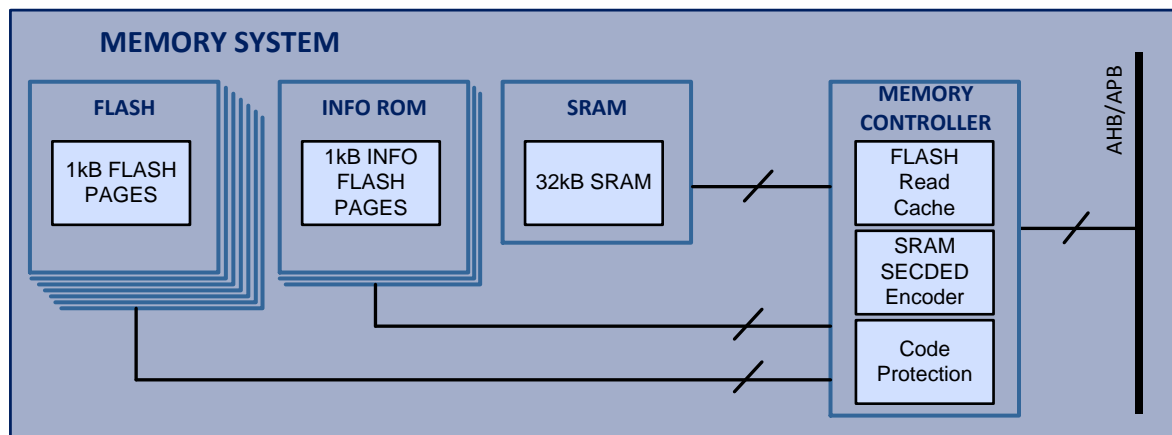 MEMORY SYSTEM
FLASH
1kB FLASH
PAGES
INFO ROM
1kB INFO
FLASH
PAGES
SRAM
32kB SRAM
MEMORY
CONTROLLER
FLASH
Read
Cache
SRAM
SECDED
Encoder
Code
Protection
AHB/APB